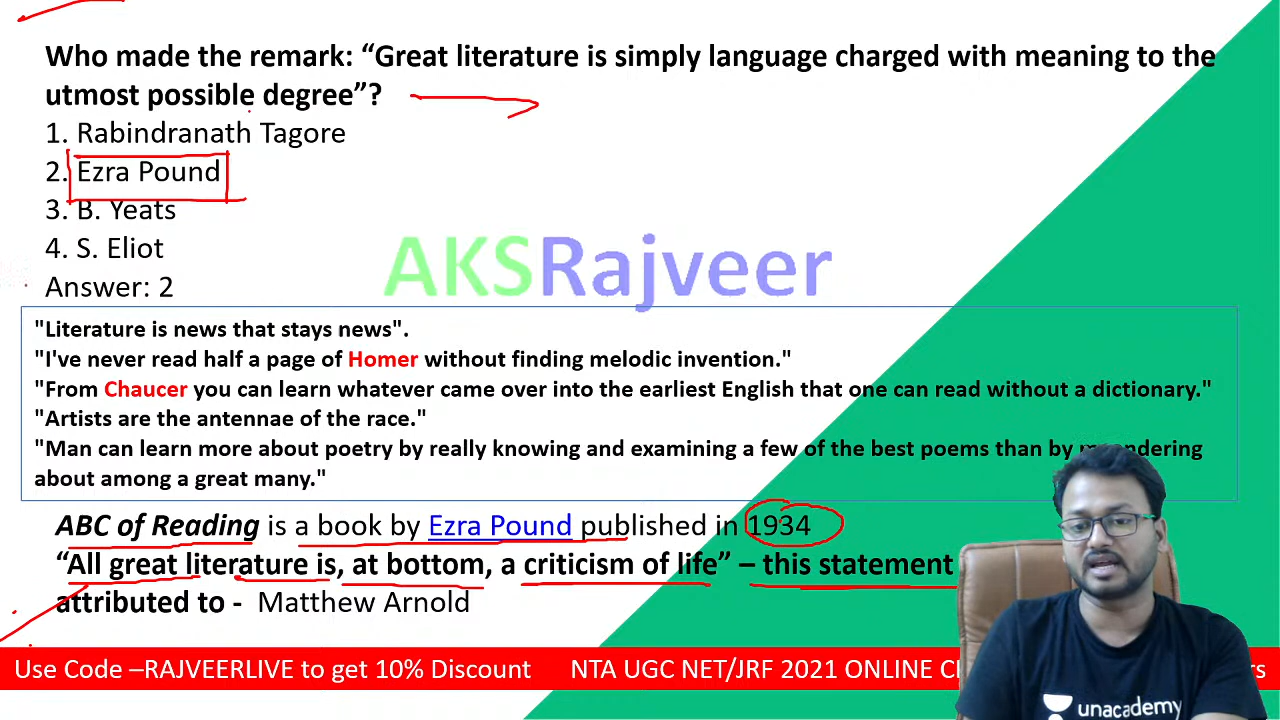 Who made the remark: “Great literature is simply language charged with meaning to the
utmost possible degree”?
1. Rabindranath Tagore
2. Ezra Pound
3. B. Yeats
4. S. Eliot
Answer: 2
AKSRajveer
"Literature is news that stays news".
"I've never read half a page of Homer without finding melodic invention."
"From Chaucer you can learn whatever came over into the earliest English that one can read without a dictionary."
"Artists are the antennae of the race."
"Man can learn more about poetry by really knowing and examining a few of the best poems than by
about among a great many."
ABC of Reading is a book by Ezra Pound published in 1934
“All great literature is, at bottom, a criticism of life” – this statement
attributed to - Matthew Arnold
Use Code –RAJVEERLIVE to get 10% Discount NTA UGC NET/JRF 2021 ONLINE
unacademy